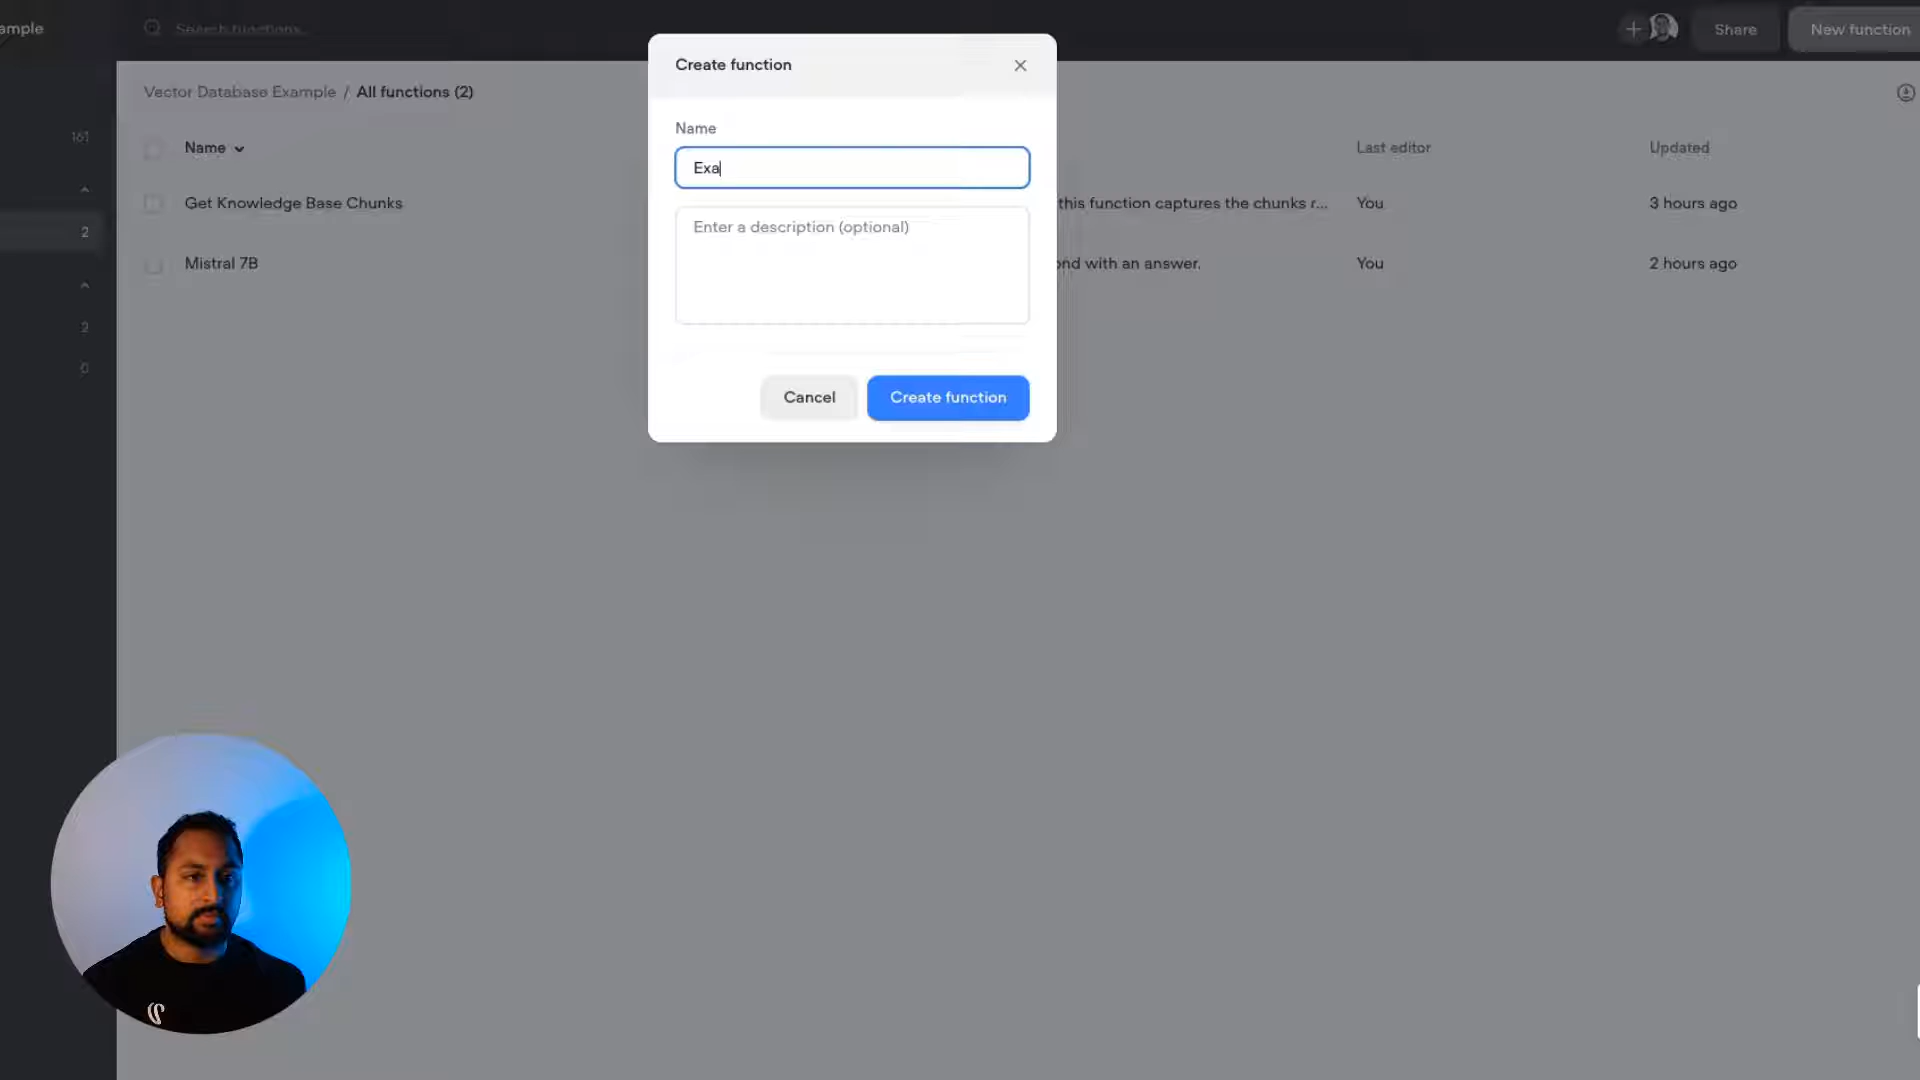 ample
Search functions...
Share
New function
Create function
Vector Database Example / All functions (2)
Name
161
Name
Last editor
Updated
Exa
Get Knowledge Base Chunks
this function captures the chunks r...
You
3 hours ago
Enter a description (optional)
2
Mistral 7B
ond with an answer.
You
2 hours ago
2
0
Cancel
Create function